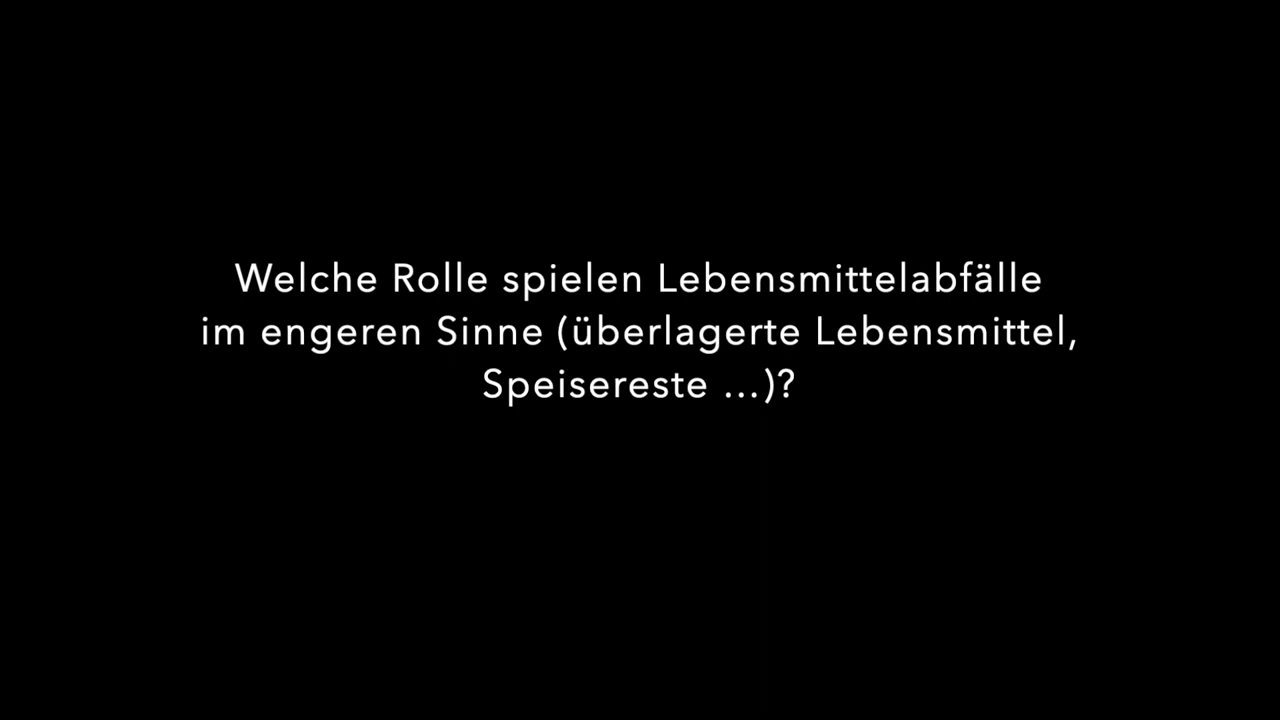 Welche Rolle spielen Lebensmittelabfälle
im engeren Sinne (überlagerte Lebensmittel,
Speisereste ...)?